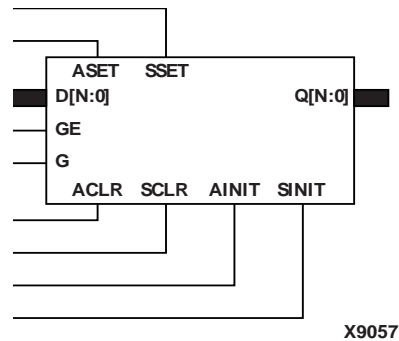 ASET SSET
D[N:0] Q[N:0]
GE
G
ACLR SCLR AINIT SINIT
X9057